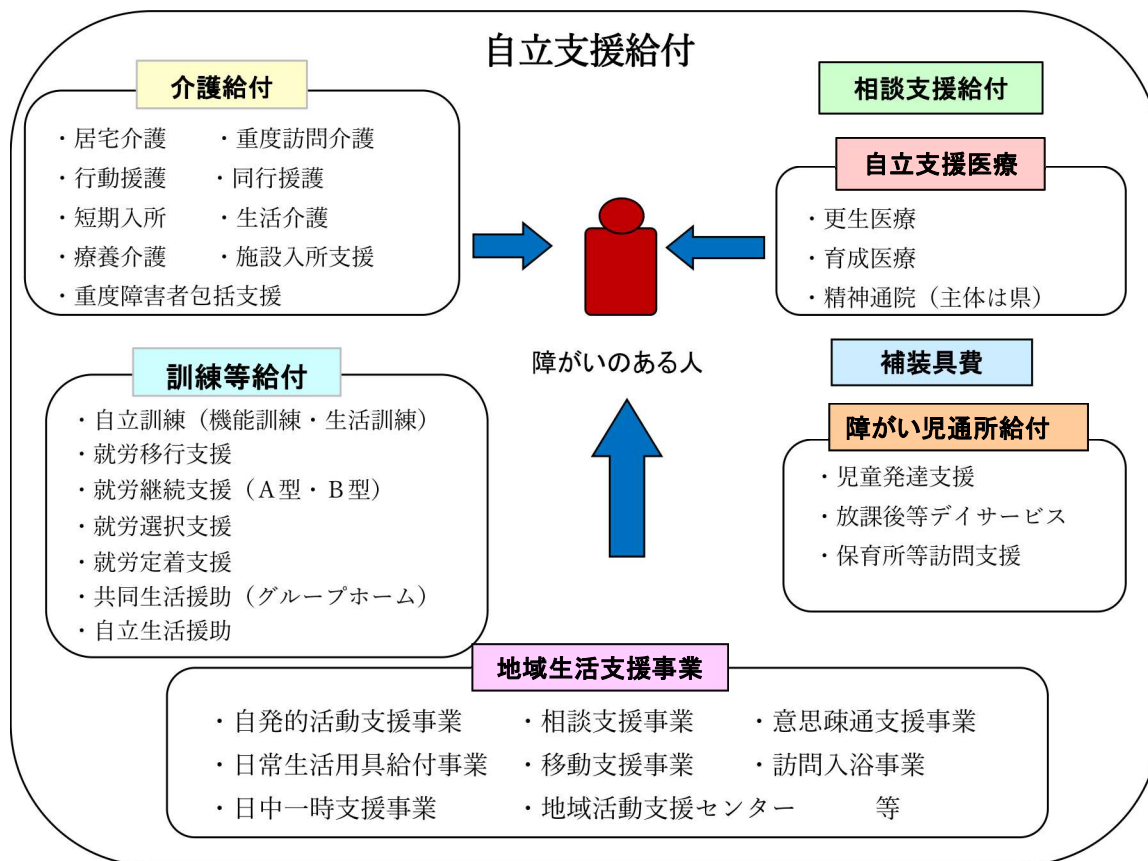 自立支援給付
介護給付
・居宅介護 ・重度訪問介護
・行動援護 ・同行援護
・短期入所 ・生活介護
・療養介護 ・施設入所支援
・重度障害者包括支援
相談支援給付
自立支援医療
・更生医療
・育成医療
・精神通院（主体は県）
障がいのある人
訓練等給付
・自立訓練（機能訓練・生活訓練）
・就労移行支援
・就労継続支援（Ａ型・Ｂ型）
・就労選択支援
・就労定着支援
・共同生活援助（グループホーム）
・自立生活援助
補装具費
障がい児通所給付
・児童発達支援
・放課後等デイサービス
・保育所等訪問支援
地域生活支援事業
・自発的活動支援事業 ・相談支援事業 ・意思疎通支援事業
・日常生活用具給付事業 ・移動支援事業 ・訪問入浴事業
・日中一時支援事業 ・地域活動支援センター 等